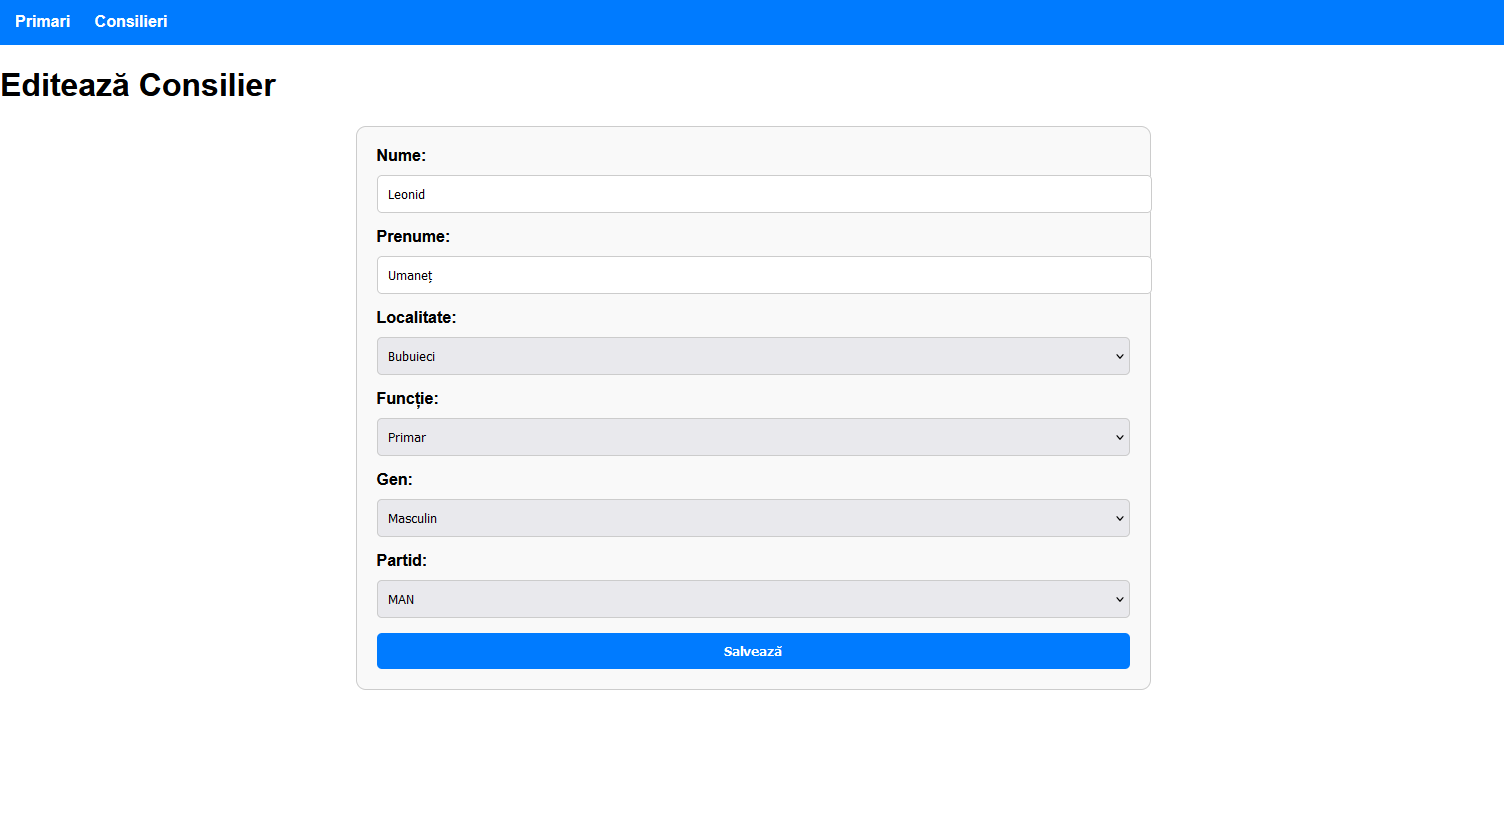 Primari Consilieri
Editează Consilier
Nume:
Leonid
Prenume:
Umaneț
Localitate:
Bubuieci
Funcție:
Primar
Gen:
Masculin
Partid:
MAN
Salvează